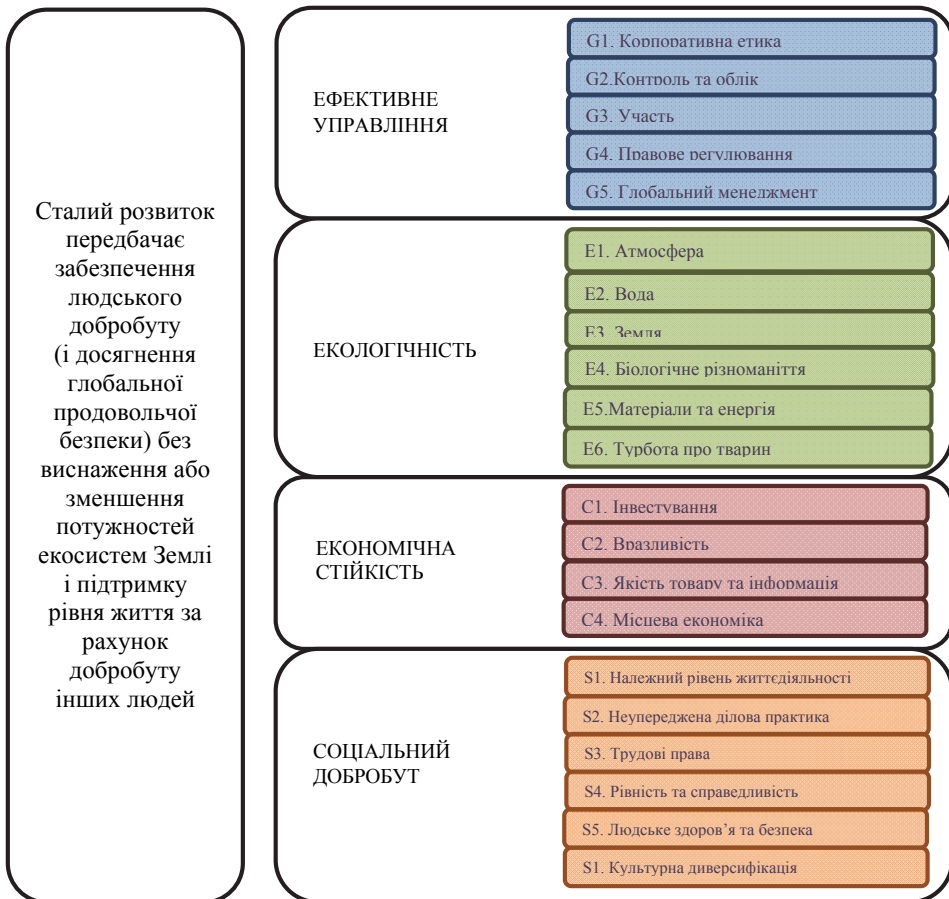 Сталий розвиток
передбачає
забезпечення
людського
добробуту
(і досягнення
глобальної
продовольчої
безпеки) без
виснаження або
зменшення
потужностей
екосистем Землі
і підтримку
рівня життя за
рахунок
добробуту
інших людей
ЕФЕКТИВНЕ
УПРАВЛІННЯ
G1. Корпоративна етика
G2.Контроль та облік
G3. Участь
G4. Правове регулювання
G5. Глобальний менеджмент
ЕКОЛОГІЧНІСТЬ
E1. Атмосфера
E2. Вода
E3. Земля
E4. Біологічне різноманіття
E5.Матеріали та енергія
E6. Турбота про тварин
ЕКОНОМІЧНА
СТІЙКІСТЬ
C1. Інвестування
C2. Вразливість
C3. Якість товару та інформація
C4. Місцева економіка
СОЦІАЛЬНИЙ
ДОБРОБУТ
S1. Належний рівень життєдіяльності
S2. Неупереджена ділова практика
S3. Трудові права
S4. Рівність та справедливість
S5. Людське здоров’я та безпека
S1. Культурна диверсифікація